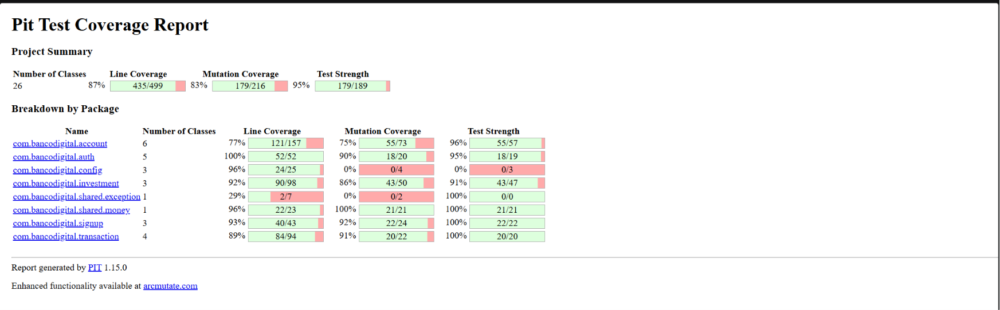 Pit Test Coverage Report
Project Summary
Number of Classes Line Coverage Mutation Coverage Test Strength
26 87% 435/499 83% 179/216 95% 179/189
Breakdown by Package
Name Number of Classes Line Coverage Mutation Coverage Test Strength
com.bancodigital.account 6 77% 121/157 75% 55/73 96% 55/57
com.bancodigital.auth 5 100% 52/52 90% 18/20 95% 18/19
com.bancodigital.config 3 96% 24/25 0% 0/4 0% 0/3
com.bancodigital.investment 3 92% 90/98 86% 43/50 91% 43/47
com.bancodigital.shared.exception 1 29% 2/7 0% 0/2 100% 0/0
com.bancodigital.shared.money 1 96% 22/23 100% 21/21 100% 21/21
com.bancodigital.signup 3 93% 40/43 92% 22/24 100% 22/22
com.bancodigital.transaction 4 89% 84/94 91% 20/22 100% 20/20
Report generated by PIT 1.15.0
Enhanced functionality available at arcmutate.com